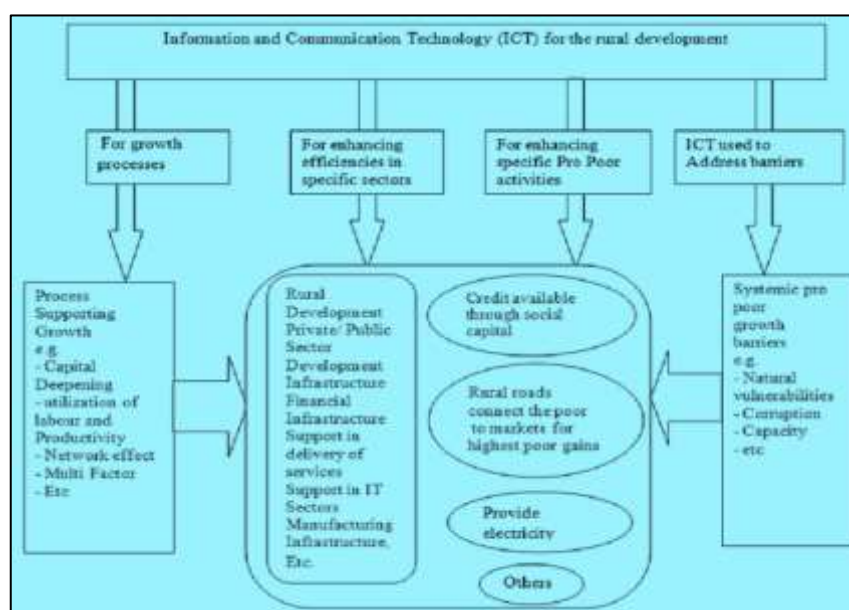 Information and Communication Technology (ICT) for the rural development
For growth
processes
For enhancing
efficiencies in
specific sectors
For enhancing
specific Pro Poor
activities
ICT used to
Address barriers
Process
Supporting
Growth
e.g
- Capital
Deepening
- utilization of
labour and
Productivity
- Network effect
- Multi Factor
- Etc
Rural
Development
Private/ Public
Sector
Development
Infrastructure
Financial
Infrastructure
Support in
delivery of
services
Support in IT
Sectors
Manufacturing
Infrastructure,
Etc.
Credit available
through social
capital
Rural roads
connect the poor
to markets for
highest poor gains
Provide
electricity
Others
Systemic pro
poor
growth
barriers
e.g.
- Natural
vulnerabilities
- Corruption
- Capacity
- etc